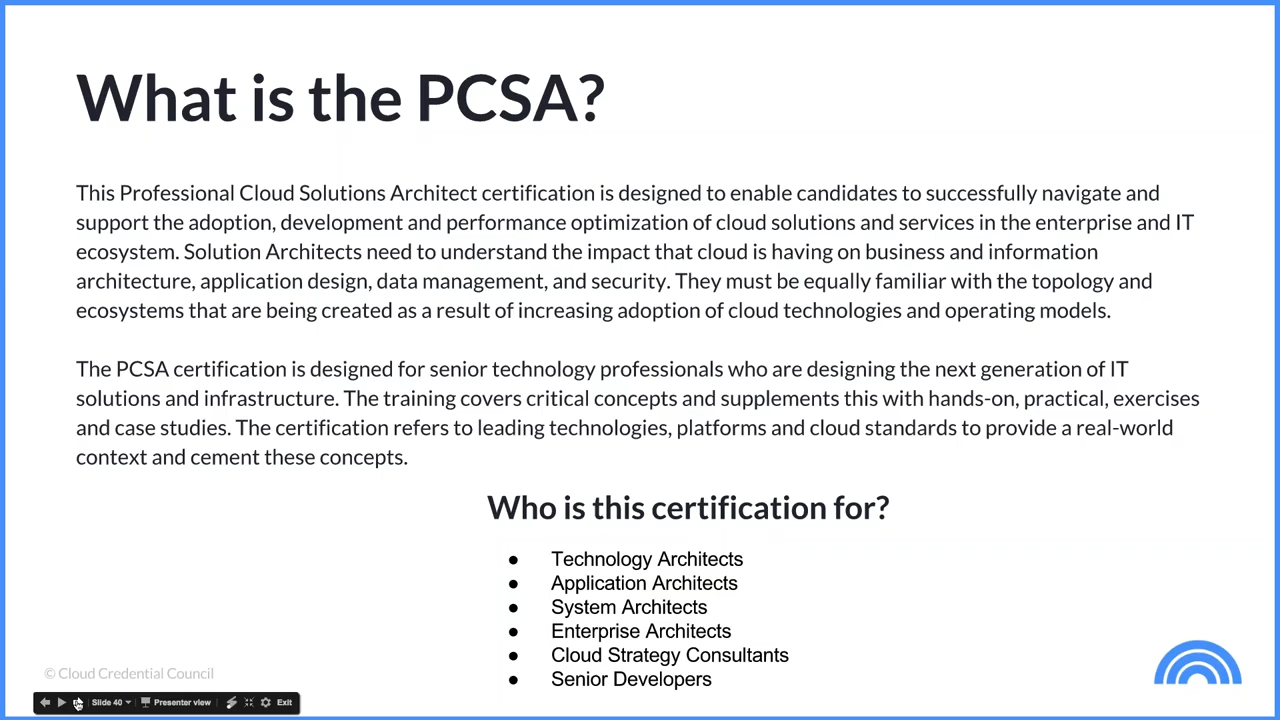 What is the PCSA?
This Professional Cloud Solutions Architect certification is designed to enable candidates to successfully navigate and
support the adoption, development and performance optimization of cloud solutions and services in the enterprise and IT
ecosystem. Solution Architects need to understand the impact that cloud is having on business and information
architecture, application design, data management, and security. They must be equally familiar with the topology and
ecosystems that are being created as a result of increasing adoption of cloud technologies and operating models.
The PCSA certification is designed for senior technology professionals who are designing the next generation of IT
solutions and infrastructure. The training covers critical concepts and supplements this with hands-on, practical, exercises
and case studies. The certification refers to leading technologies, platforms and cloud standards to provide a real-world
context and cement these concepts.
Who is this certification for?
● Technology Architects
● Application Architects
● System Architects
● Enterprise Architects
● Cloud Strategy Consultants
● Senior Developers
© Cloud Credential Council
Slide 40 Presenter view Exit